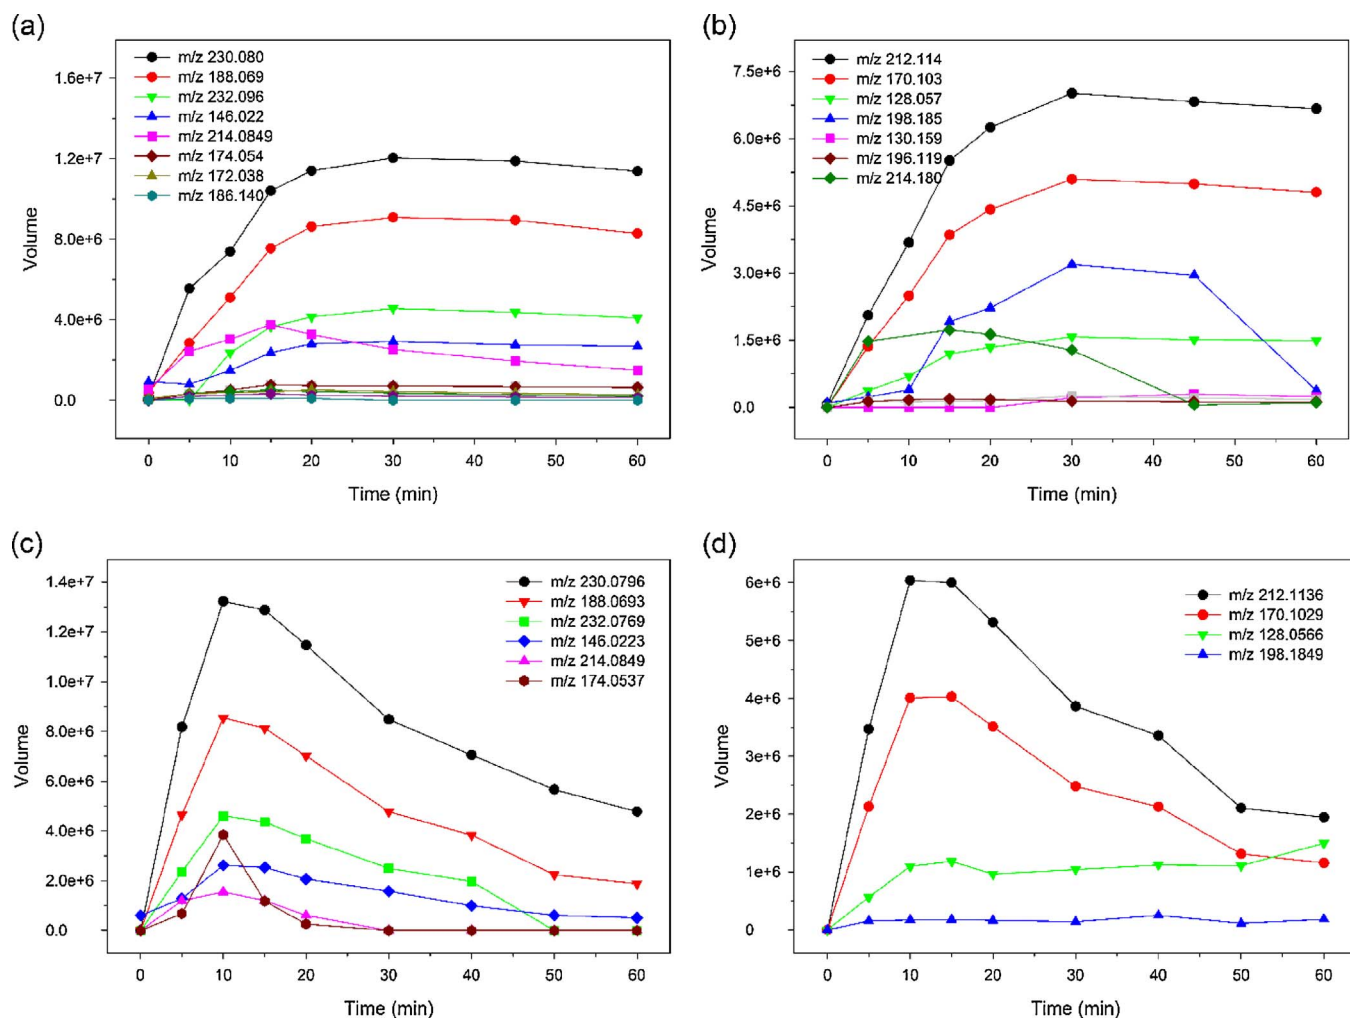 (a)
m/z 230.080
m/z 188.069
m/z 232.096
m/z 146.022
m/z 214.0849
m/z 174.054
m/z 172.038
m/z 186.140
1.6e+7
1.2e+7
8.0e+6
4.0e+6
0.0
Volume
0 10 20 30 40 50 60
Time (min)
(b)
m/z 212.114
m/z 170.103
m/z 128.057
m/z 198.185
m/z 130.159
m/z 196.119
m/z 214.180
7.5e+6
6.0e+6
4.5e+6
3.0e+6
1.5e+6
0.0
Volume
0 10 20 30 40 50 60
Time (min)
(c)
m/z 230.0796
m/z 188.0693
m/z 232.0769
m/z 146.0223
m/z 214.0849
m/z 174.0537
1.4e+7
1.2e+7
1.0e+7
8.0e+6
6.0e+6
4.0e+6
2.0e+6
0.0
Volume
0 10 20 30 40 50 60
Time (min)
(d)
m/z 212.1136
m/z 170.1029
m/z 128.0566
m/z 198.1849
6e+6
5e+6
4e+6
3e+6
2e+6
1e+6
0
Volume
0 10 20 30 40 50 60
Time (min)